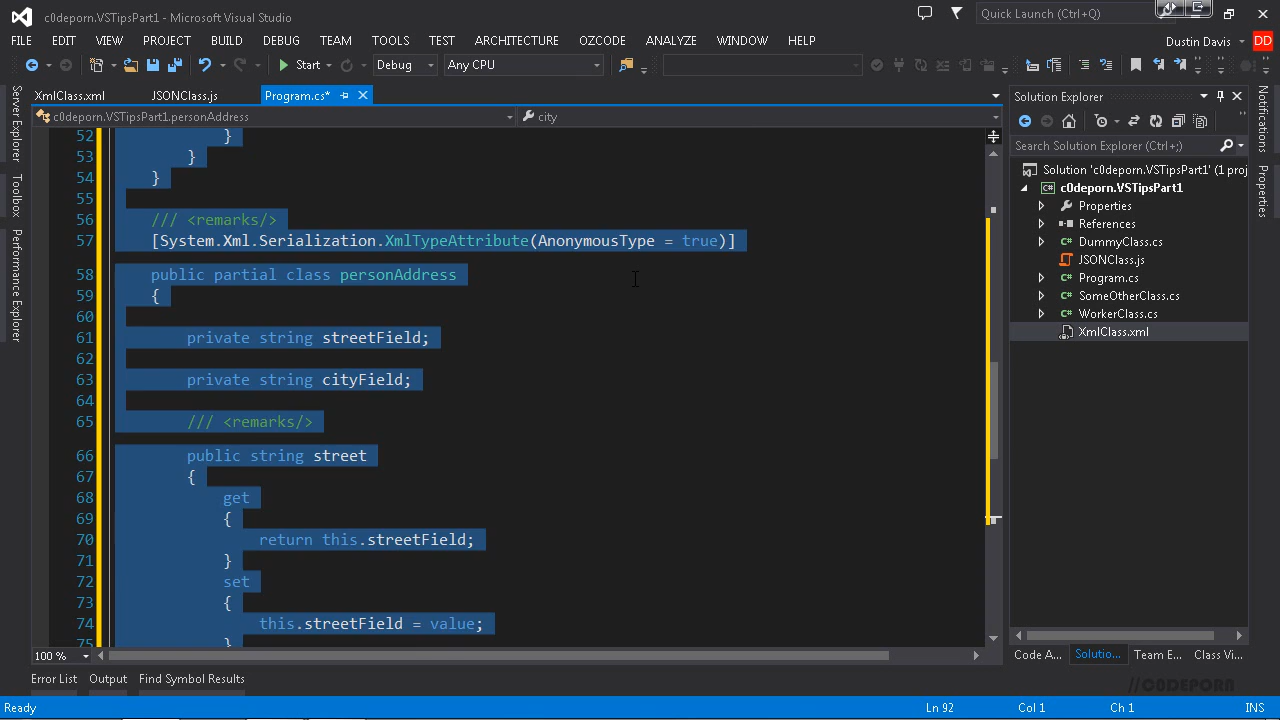 c0deporn.VSTipsPart1 - Microsoft Visual Studio
Quick Launch (Ctrl+Q)
FILE EDIT VIEW PROJECT BUILD DEBUG TEAM TOOLS TEST ARCHITECTURE OZCODE ANALYZE WINDOW HELP
Dustin Davis DD
Start Debug Any CPU
XmlClass.xml JSONClass.js Program.cs*
c0deporn.VSTipsPart1.personAddress city
Server Explorer
Toolbox
Performance Explorer
52 }
53 }
54 }
55
56 /// <remarks/>
57 [System.Xml.Serialization.XmlTypeAttribute(AnonymousType = true)]
58 public partial class personAddress
59 {
60
61 private string streetField;
62
63 private string cityField;
64
65 /// <remarks/>
66 public string street
67 {
68 get
69 {
70 return this.streetField;
71 }
72 set
73 {
74 this.streetField = value;
75 }
100 %
Solution Explorer
Search Solution Explorer (Ctrl+;)
Solution 'c0deporn.VSTipsPart1' (1 proj
c0deporn.VSTipsPart1
Properties
References
DummyClass.cs
JSONClass.js
Program.cs
SomeOtherClass.cs
WorkerClass.cs
XmlClass.xml
Code A... Solutio... Team E... Class Vi...
Notifications
Properties
Error List Output Find Symbol Results
//C0DEPORN
Ready Ln 92 Col 1 Ch 1 INS